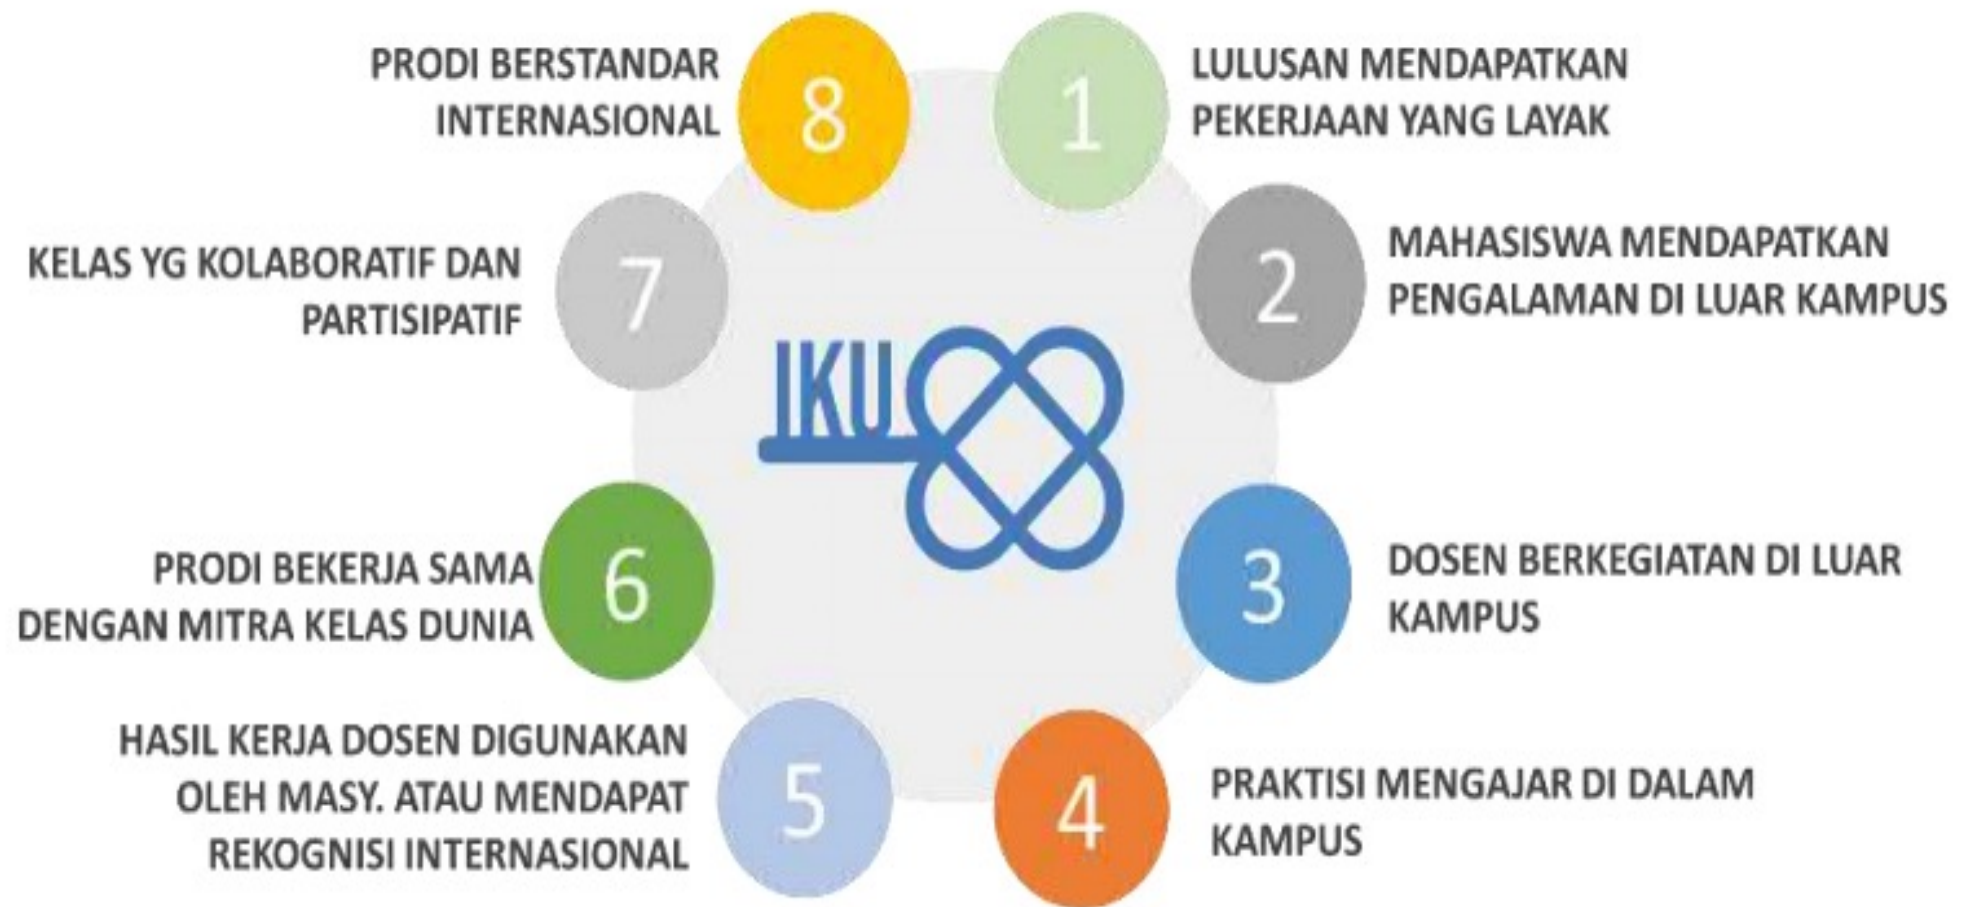 1
LULUSAN MENDAPATKAN
PEKERJAAN YANG LAYAK
2
MAHASISWA MENDAPATKAN
PENGALAMAN DI LUAR KAMPUS
3
DOSEN BERKEGIATAN DI LUAR
KAMPUS
4
PRAKTISI MENGAJAR DI DALAM
KAMPUS
5
HASIL KERJA DOSEN DIGUNAKAN
OLEH MASY. ATAU MENDAPAT
REKOGNISI INTERNASIONAL
6
PRODI BEKERJA SAMA
DENGAN MITRA KELAS DUNIA
7
KELAS YG KOLABORATIF DAN
PARTISIPATIF
8
PRODI BERSTANDAR
INTERNASIONAL
IKU